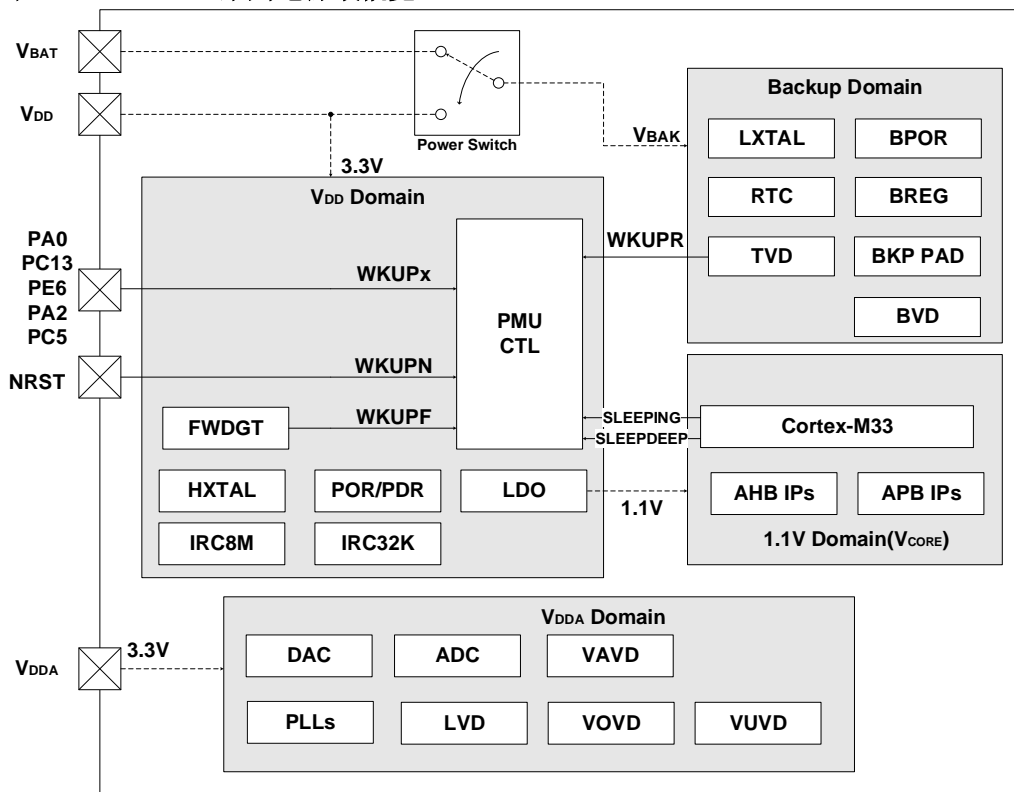 VBAT
VDD
Power Switch
VBAK
3.3V
Backup Domain
LXTAL
BPOR
RTC
BREG
TVD
BKP PAD
BVD
VDD Domain
PA0
PC13
PE6
PA2
PC5
NRST
WKUPx
WKUPN
WKUPF
WKUPR
PMU
CTL
FWDGT
HXTAL
POR/PDR
LDO
IRC8M
IRC32K
SLEEPING
SLEEPDEEP
1.1V
Cortex-M33
AHB IPs
APB IPs
1.1V Domain(VCORE)
VDDA
3.3V
VDDA Domain
DAC
ADC
VAVD
PLLs
LVD
VOVD
VUVD